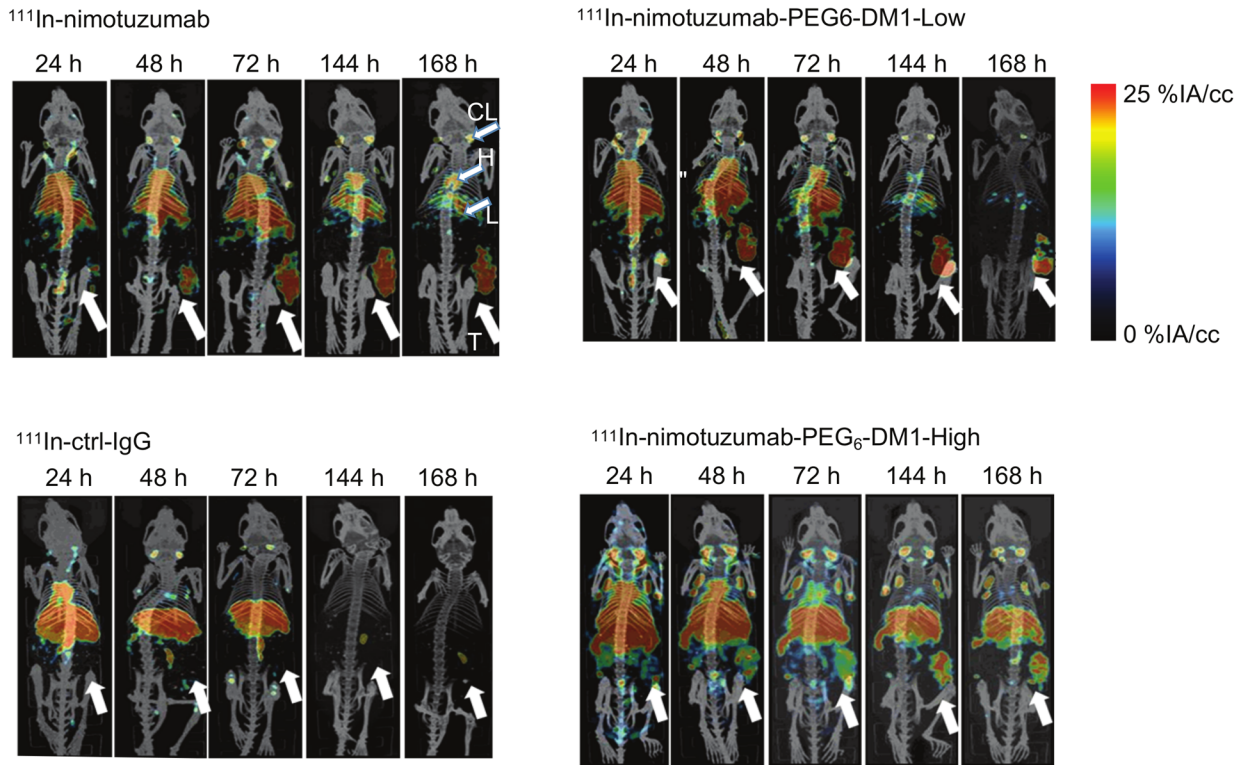 ¹¹¹In-nimotuzumab
24 h 48 h 72 h 144 h 168 h
CL
H
L
T
¹¹¹In-nimotuzumab-PEG6-DM1-Low
24 h 48 h 72 h 144 h 168 h
"
25 %IA/cc
0 %IA/cc
¹¹¹In-ctrl-IgG
24 h 48 h 72 h 144 h 168 h
¹¹¹In-nimotuzumab-PEG₆-DM1-High
24 h 48 h 72 h 144 h 168 h